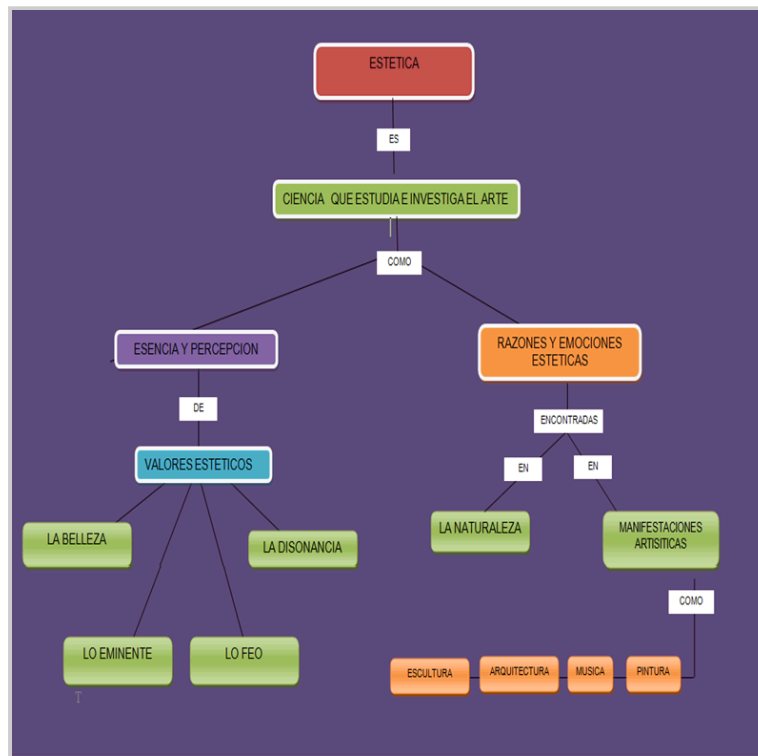 ESTETICA
ES
CIENCIA QUE ESTUDIA E INVESTIGA EL ARTE
COMO
ESENCIA Y PERCEPCION
RAZONES Y EMOCIONES
ESTETICAS
DE
ENCONTRADAS
VALORES ESTETICOS
EN
EN
LA BELLEZA
LA DISONANCIA
LA NATURALEZA
MANIFESTACIONES
ARTISITICAS
COMO
LO EMINENTE
LO FEO
ESCULTURA
ARQUITECTURA
MUSICA
PINTURA